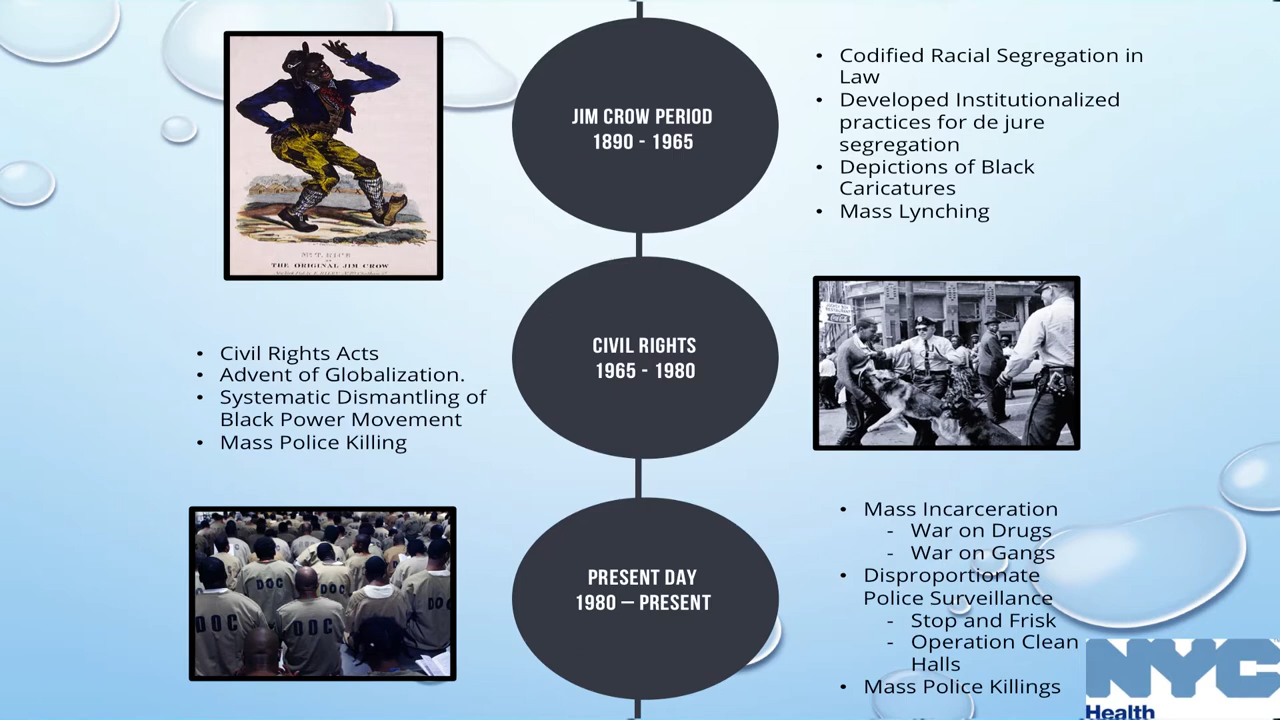 JIM CROW PERIOD
1890 - 1965
• Codified Racial Segregation in
Law
• Developed Institutionalized
practices for de jure
segregation
• Depictions of Black
Caricatures
• Mass Lynching
THE ORIGINAL JIM CROW
CIVIL RIGHTS
1965 - 1980
• Civil Rights Acts
• Advent of Globalization.
• Systematic Dismantling of
Black Power Movement
• Mass Police Killing
PRESENT DAY
1980 – PRESENT
DOC
DOC
DOC
DOC
DO
• Mass Incarceration
- War on Drugs
- War on Gangs
• Disproportionate
Police Surveillance
- Stop and Frisk
- Operation Clean
Halls
• Mass Police Killings
NYC
Health